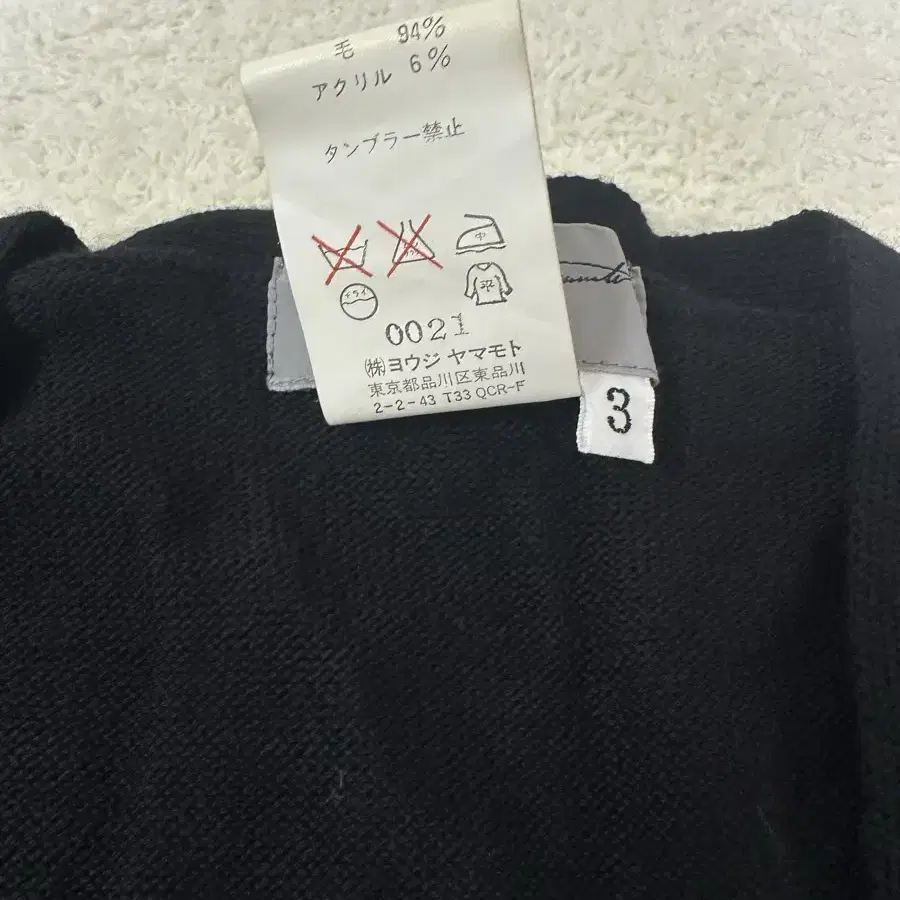 毛 94%
アクリル 6%
タンブラー禁止
中
ドライ
平
0021
㈱ヨウジ ヤマモト
東京都品川区東品川
2-2-43 T33 QCR-F
3